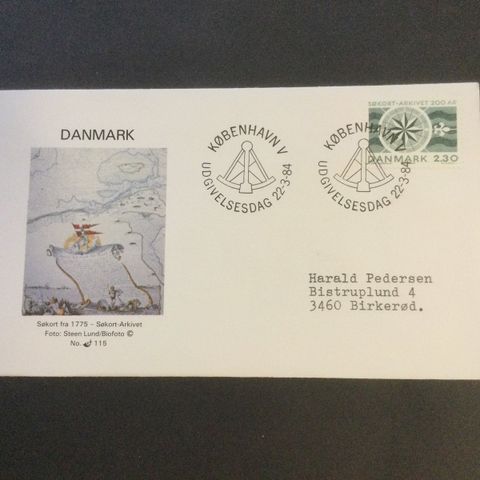 DANMARK
Søkort fra 1775 - Søkort-Arkivet
Foto: Steen Lund/Biofoto ©
No. 115
KØBENHAVN V
UDGIVELSESDAG 22-3-84
KØBENHAVN V
UDGIVELSESDAG 22-3-84
SØKORT-ARKIVET 200 ÅR
DANMARK 2.30
Harald Pedersen
Bistruplund 4
3460 Birkerød.